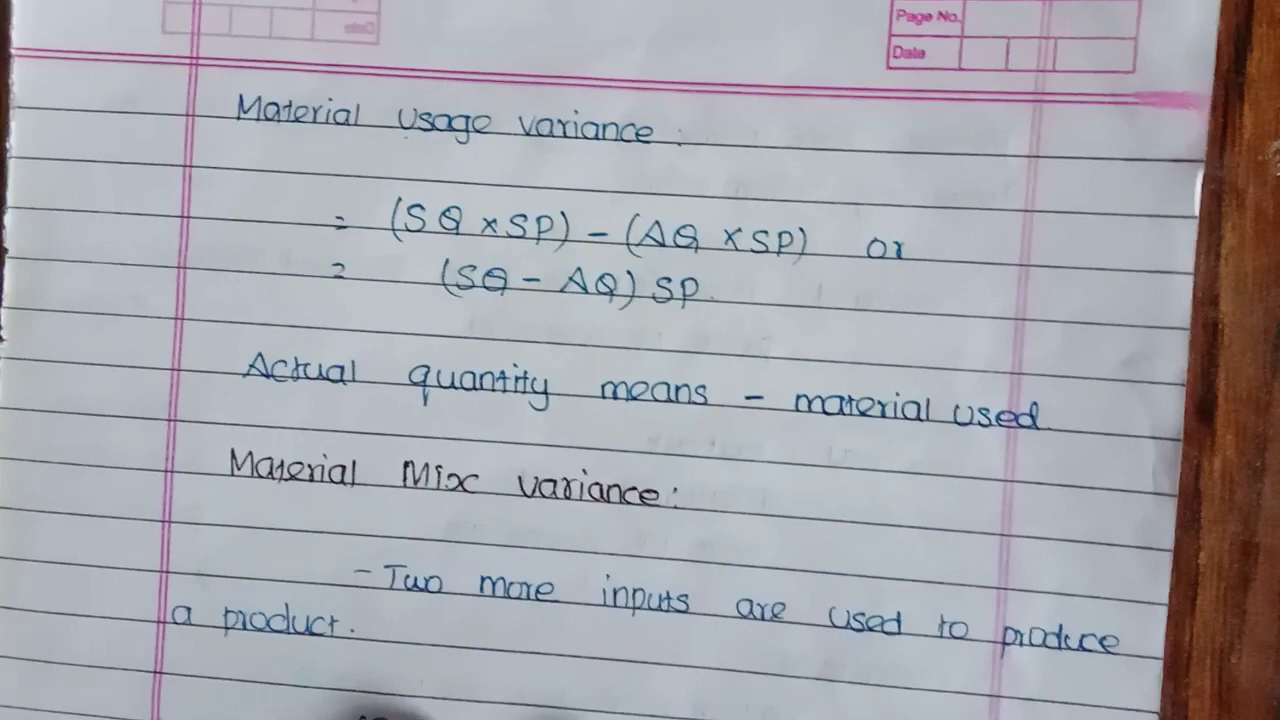 Page No.
Date
Material usage variance:
= (SQ x SP) - (AQ x SP) or
= (SQ - AQ) SP.
Actual quantity means - material used
Material Mix variance:
- Two more inputs are used to produce
a product.